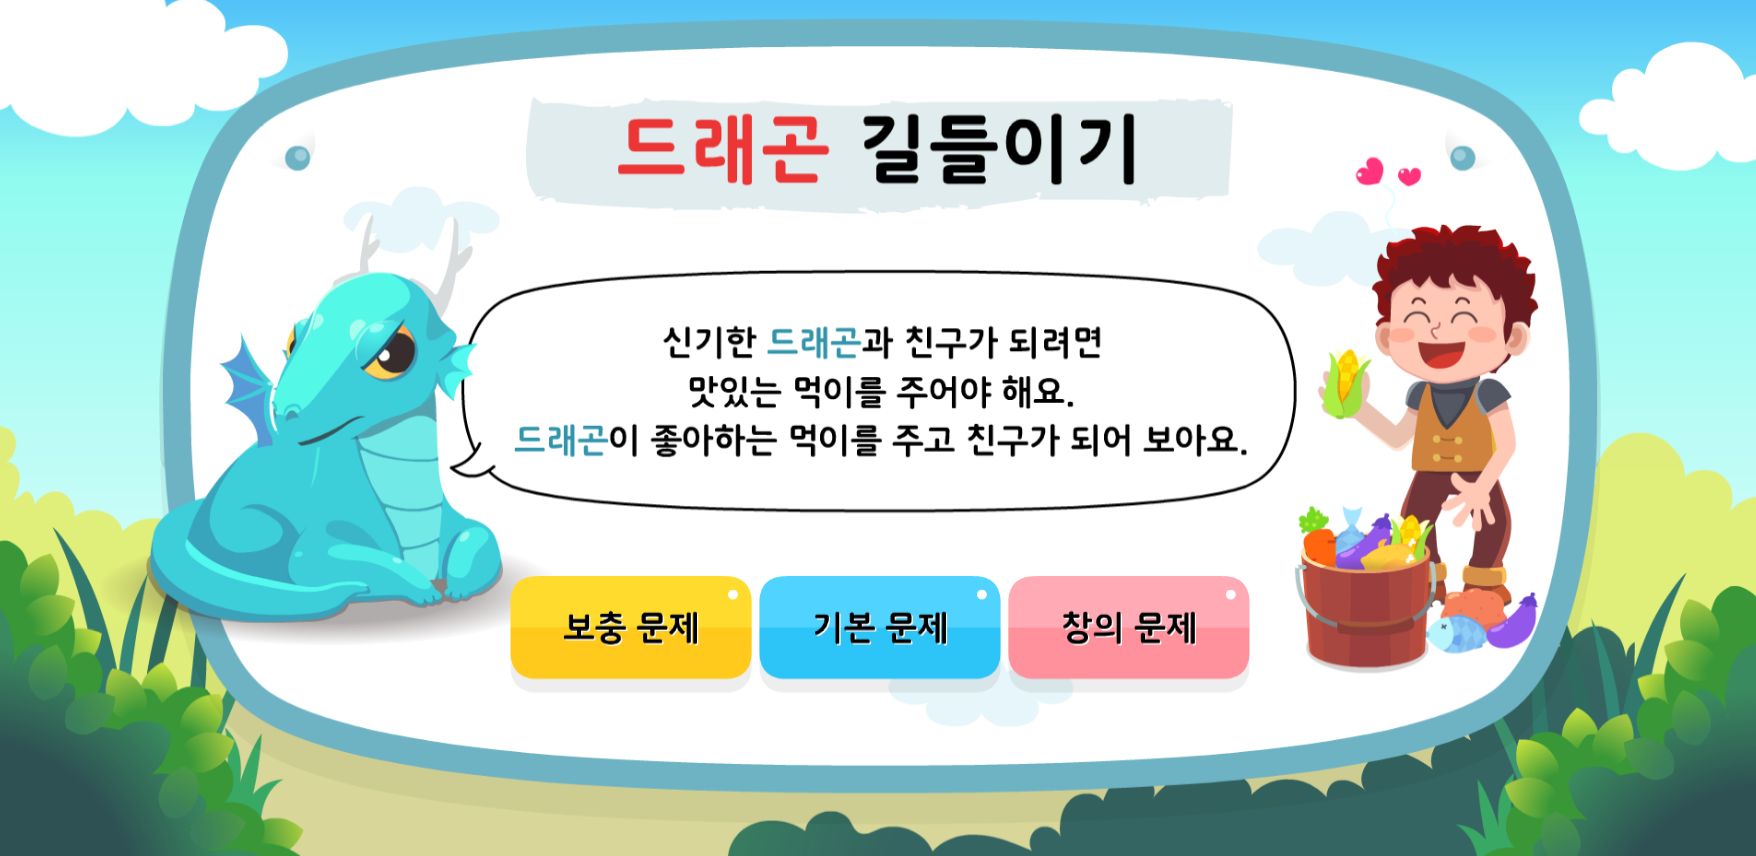 드래곤 길들이기
신기한 드래곤과 친구가 되려면
맛있는 먹이를 주어야 해요.
드래곤이 좋아하는 먹이를 주고 친구가 되어 보아요.
보충 문제
기본 문제
창의 문제